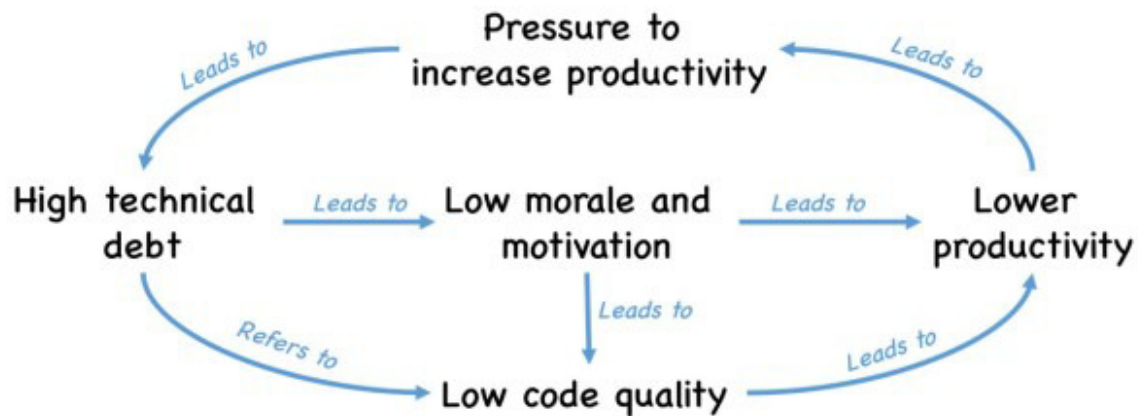 Pressure to
increase productivity
Leads to
Leads to
High technical
debt
Leads to
Low morale and
motivation
Leads to
Lower
productivity
Leads to
Refers to
Leads to
Low code quality